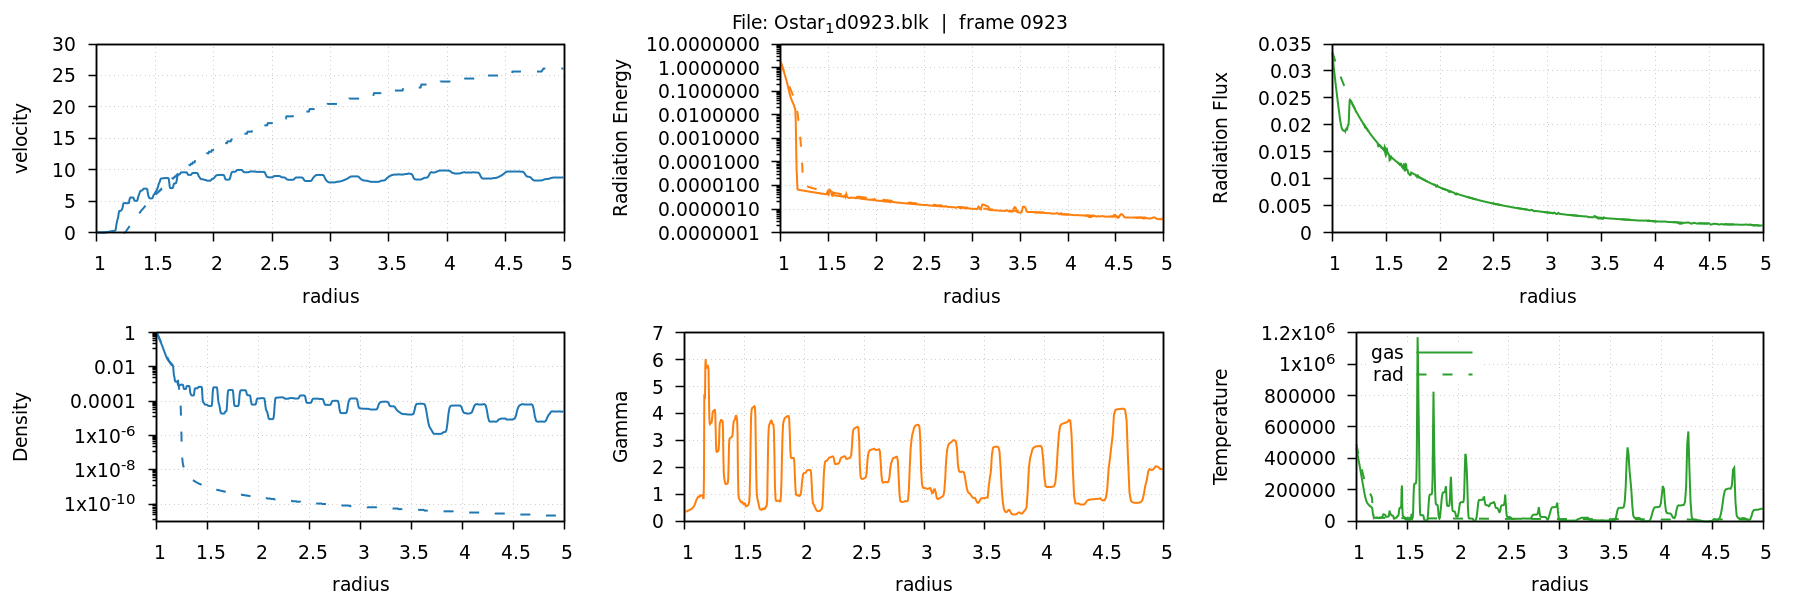 File: Ostar1d0923.blk | frame 0923
30
25
20
15
10
5
0
velocity
1 1.5 2 2.5 3 3.5 4 4.5 5
radius
10.0000000
1.0000000
0.1000000
0.0100000
0.0010000
0.0001000
0.0000100
0.0000010
0.0000001
Radiation Energy
1 1.5 2 2.5 3 3.5 4 4.5 5
radius
0.035
0.03
0.025
0.02
0.015
0.01
0.005
0
Radiation Flux
1 1.5 2 2.5 3 3.5 4 4.5 5
radius
1
0.01
0.0001
1x10-6
1x10-8
1x10-10
Density
1 1.5 2 2.5 3 3.5 4 4.5 5
radius
7
6
5
4
3
2
1
0
Gamma
1 1.5 2 2.5 3 3.5 4 4.5 5
radius
1.2x106
1x106
800000
600000
400000
200000
0
Temperature
gas
rad
1 1.5 2 2.5 3 3.5 4 4.5 5
radius